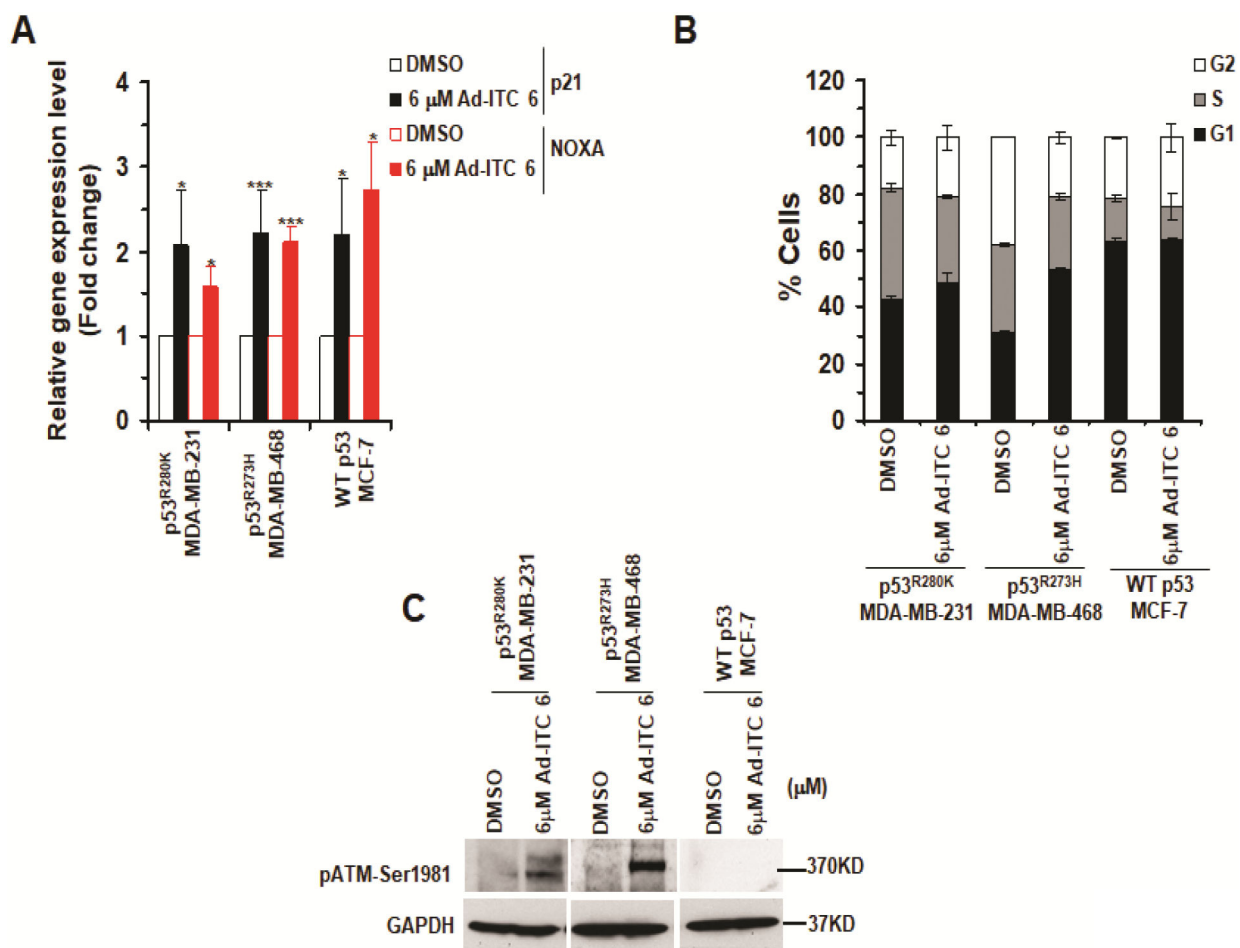 A
Relative gene expression level
(Fold change)
4
3
2
1
0
DMSO
6 μM Ad-ITC 6
p21
DMSO
6 μM Ad-ITC 6
NOXA
*
*
***
***
*
*
p53R280K
MDA-MB-231
p53R273H
MDA-MB-468
WT p53
MCF-7
B
% Cells
120
100
80
60
40
20
0
G2
S
G1
DMSO
6μM Ad-ITC 6
DMSO
6μM Ad-ITC 6
DMSO
6μM Ad-ITC 6
p53R280K
MDA-MB-231
p53R273H
MDA-MB-468
WT p53
MCF-7
C
p53R280K
MDA-MB-231
p53R273H
MDA-MB-468
WT p53
MCF-7
DMSO
6μM Ad-ITC 6
DMSO
6μM Ad-ITC 6
DMSO
6μM Ad-ITC 6
(μM)
pATM-Ser1981
370KD
GAPDH
37KD